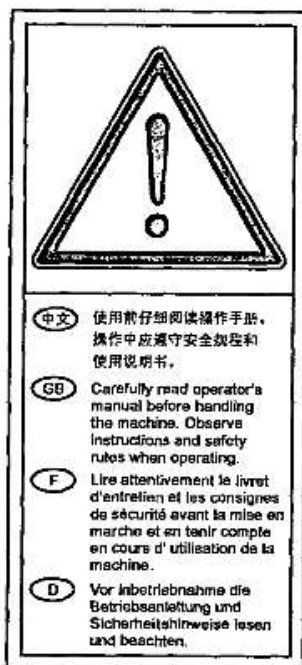 中文 使用前仔细阅读操作手册。
操作中应遵守安全规程和
使用说明书。
GB Carefully read operator's
manual before handling
the machine. Observe
instructions and safety
rules when operating.
F Lire attentivement le livret
d'entretien et les consignes
de sécurité avant la mise en
marche et en tenir compte
en cours d' utilisation de la
machine.
D Vor Inbetriebnahme die
Betriebsanleitung und
Sicherheitshinweise lesen
und beachten.